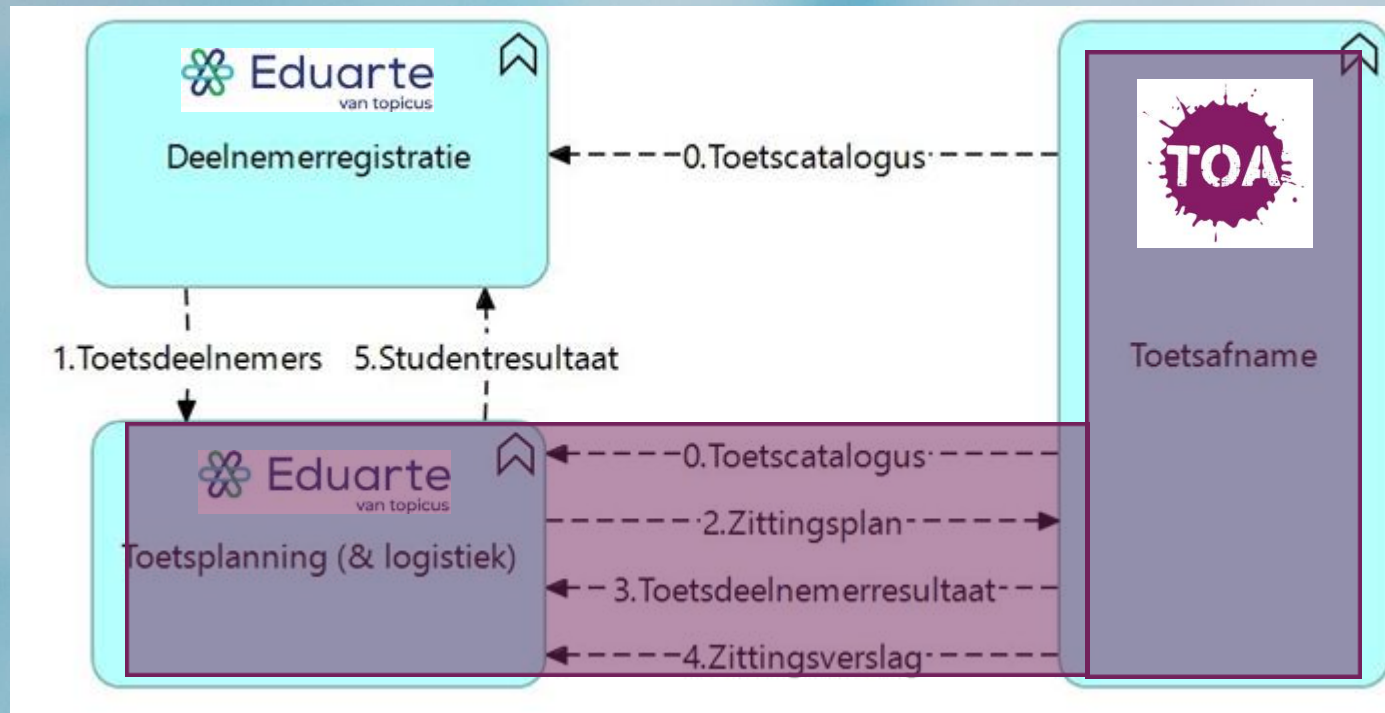 Eduarte
van topicus
Deelnemerregistratie
0.Toetscatalogus
TOA
Toetsafname
1.Toetsdeelnemers
5.Studentresultaat
Eduarte
van topicus
Toetsplanning (& logistiek)
0.Toetscatalogus
2.Zittingsplan
3.Toetsdeelnemerresultaat
4.Zittingsverslag